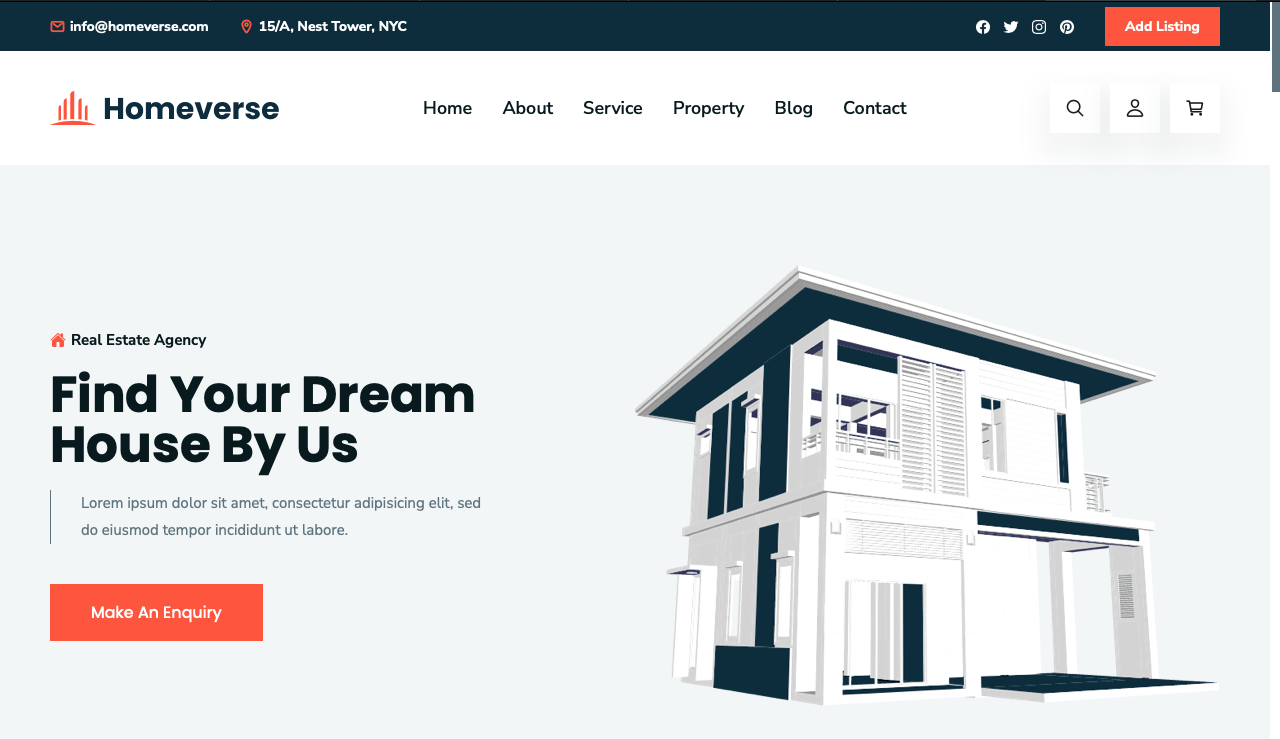 info@homeverse.com
15/A, Nest Tower, NYC
Add Listing
Homeverse
Home
About
Service
Property
Blog
Contact
Real Estate Agency
Find Your Dream
House By Us
Lorem ipsum dolor sit amet, consectetur adipisicing elit, sed
do eiusmod tempor incididunt ut labore.
Make An Enquiry